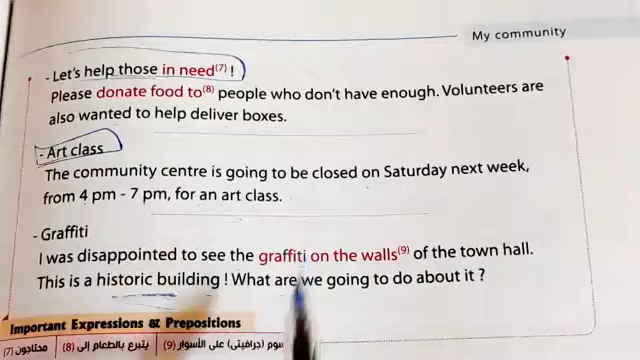 My community
- Let's help those in need(7) !
Please donate food to(8) people who don't have enough. Volunteers are
also wanted to help deliver boxes.
- Art class
The community centre is going to be closed on Saturday next week,
from 4 pm - 7 pm, for an art class.
- Graffiti
I was disappointed to see the graffiti on the walls(9) of the town hall.
This is a historic building ! What are we going to do about it ?
Important Expressions & Prepositions
(7) محتاجون (8) يتبرع بالطعام إلى (9) رسوم (جرافيتى) على الأسوار